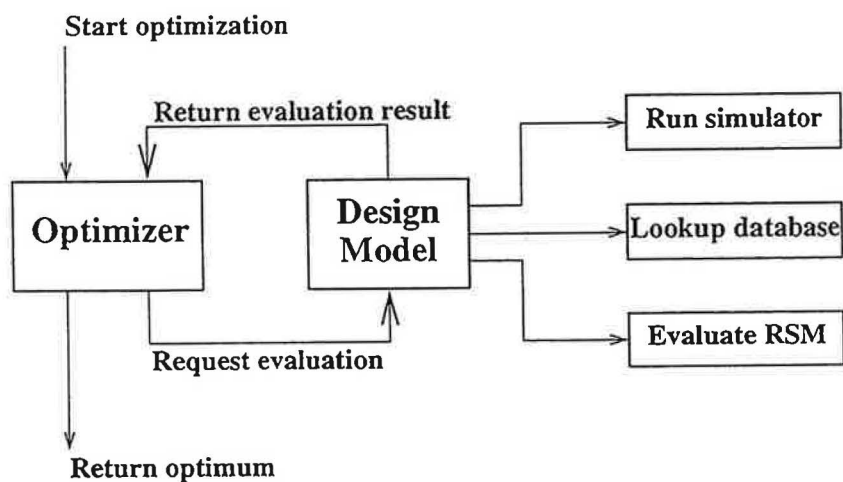 Start optimization
Return evaluation result
Run simulator
Optimizer
Design
Model
Lookup database
Request evaluation
Evaluate RSM
Return optimum